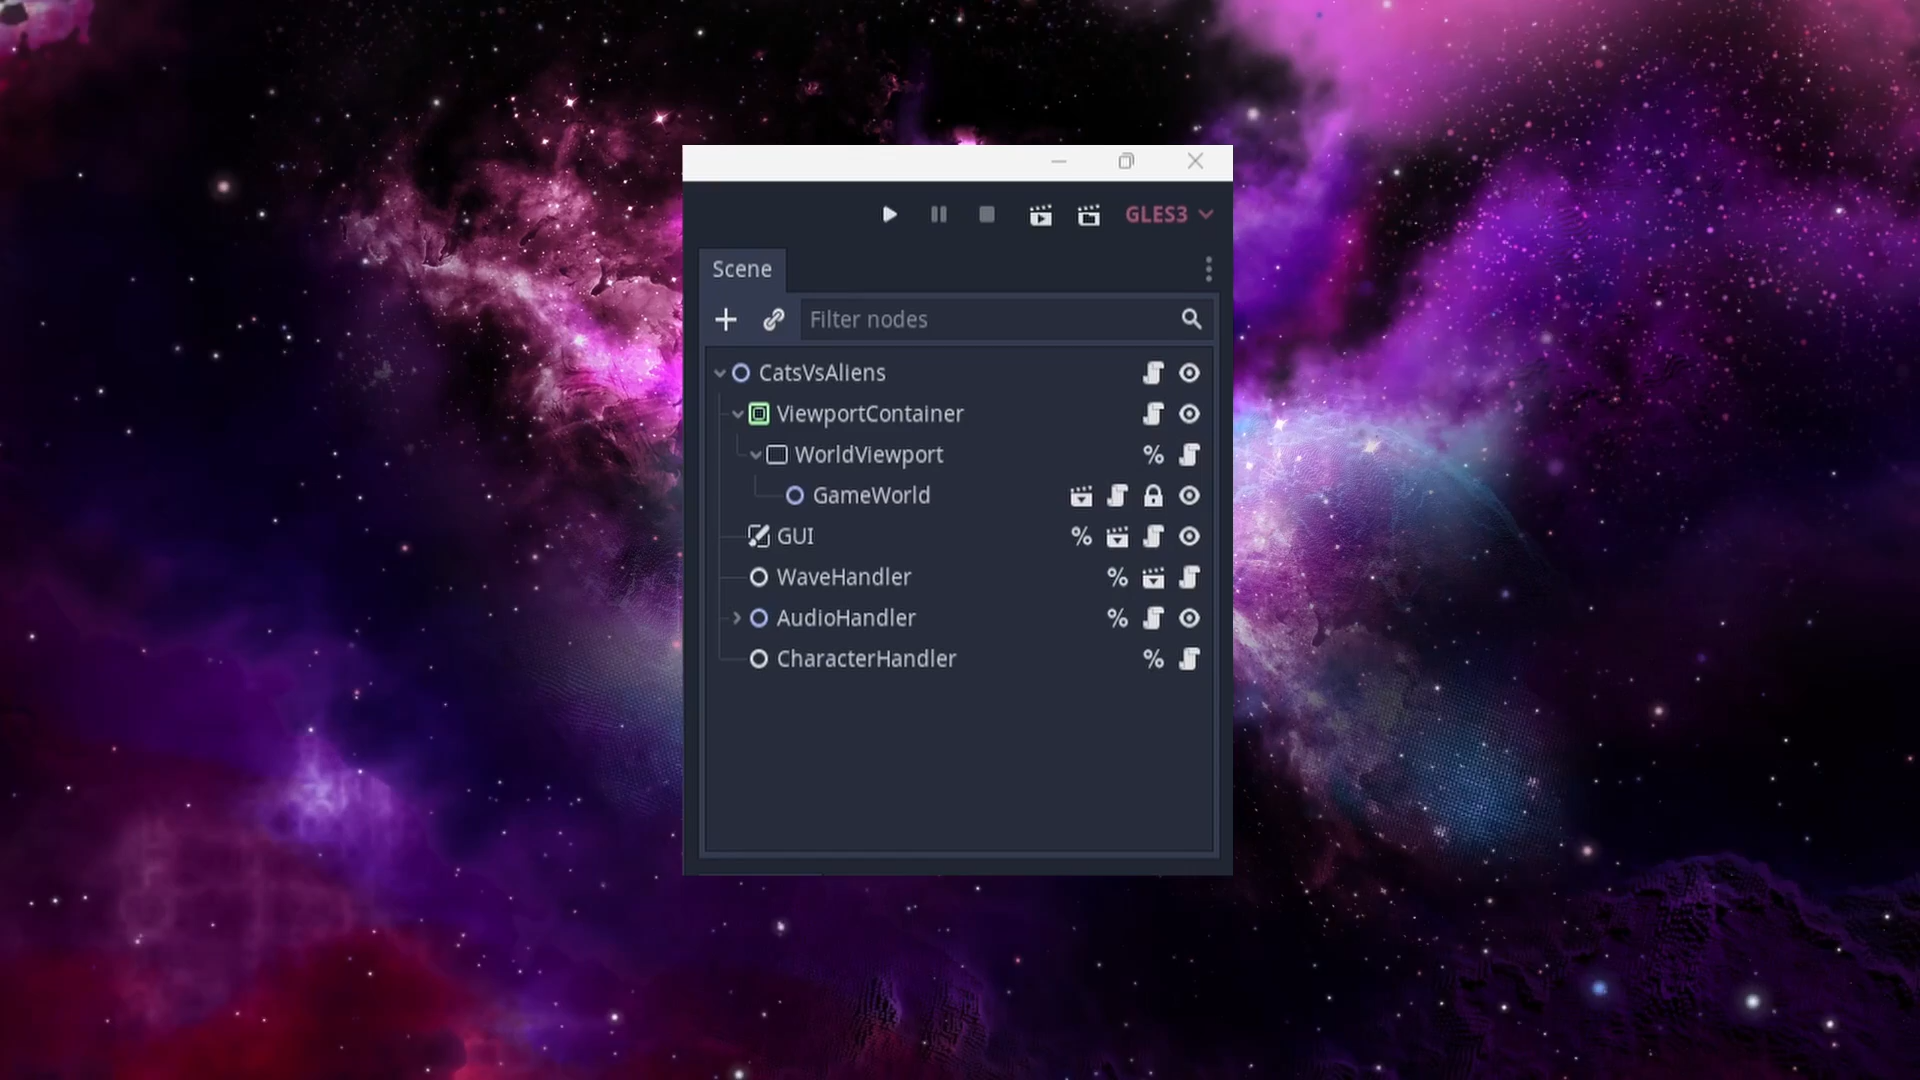 GLES3
Scene
Filter nodes
CatsVsAliens
ViewportContainer
WorldViewport %
GameWorld
GUI %
WaveHandler %
AudioHandler %
CharacterHandler %